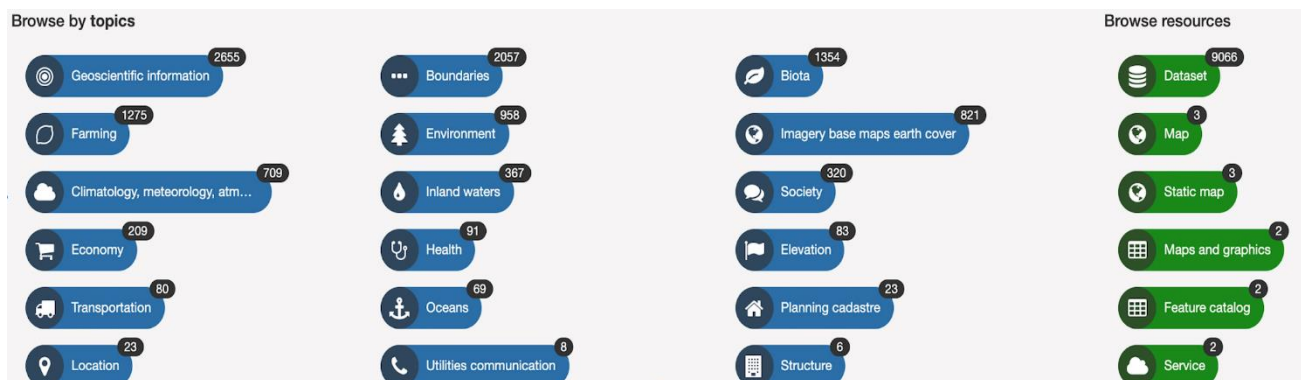 Browse by topics
Browse resources
2655
Geoscientific information
2057
Boundaries
1354
Biota
9066
Dataset
1275
Farming
958
Environment
821
Imagery base maps earth cover
3
Map
709
Climatology, meteorology, atm...
367
Inland waters
320
Society
3
Static map
209
Economy
91
Health
83
Elevation
2
Maps and graphics
80
Transportation
69
Oceans
23
Planning cadastre
2
Feature catalog
23
Location
8
Utilities communication
6
Structure
2
Service